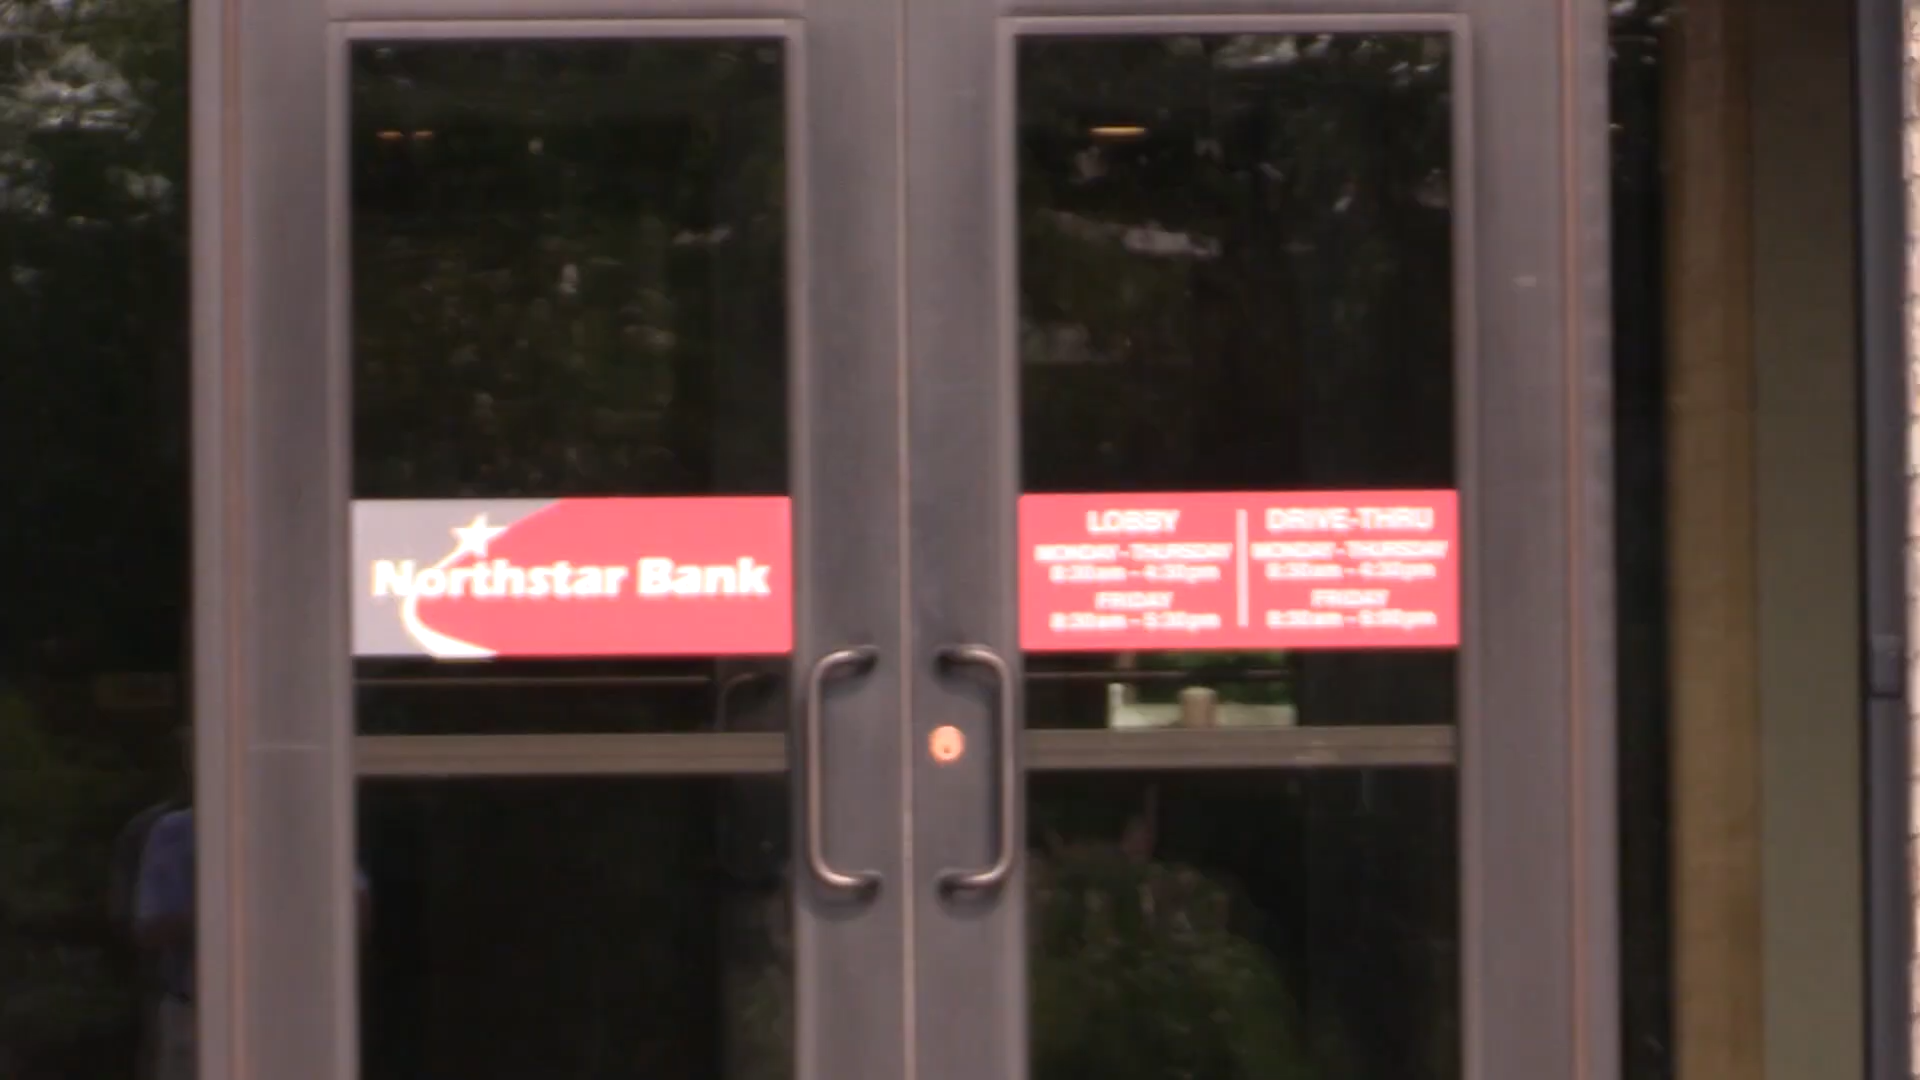 Northstar Bank
LOBBY
MONDAY - THURSDAY
8:30am - 4:30pm
FRIDAY
8:30am - 5:30pm
DRIVE-THRU
MONDAY - THURSDAY
8:30am - 4:30pm
FRIDAY